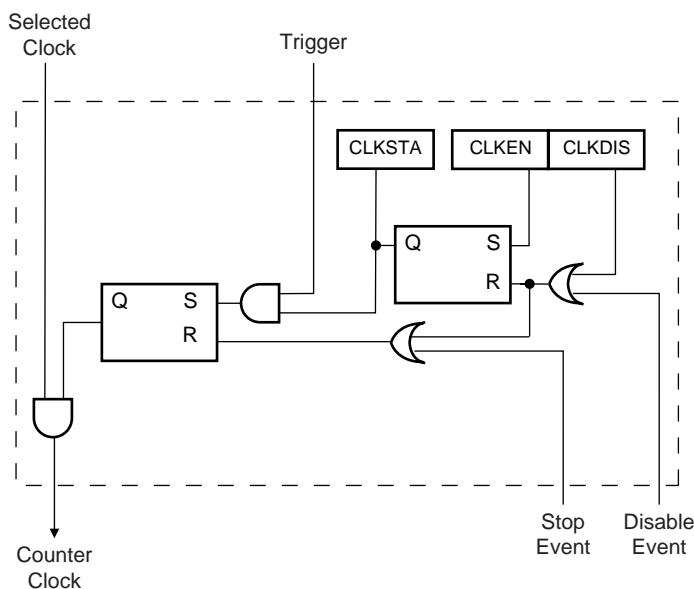 Selected
Clock
Trigger
CLKSTA
CLKEN
CLKDIS
Q
S
R
Q
S
R
Stop
Event
Disable
Event
Counter
Clock